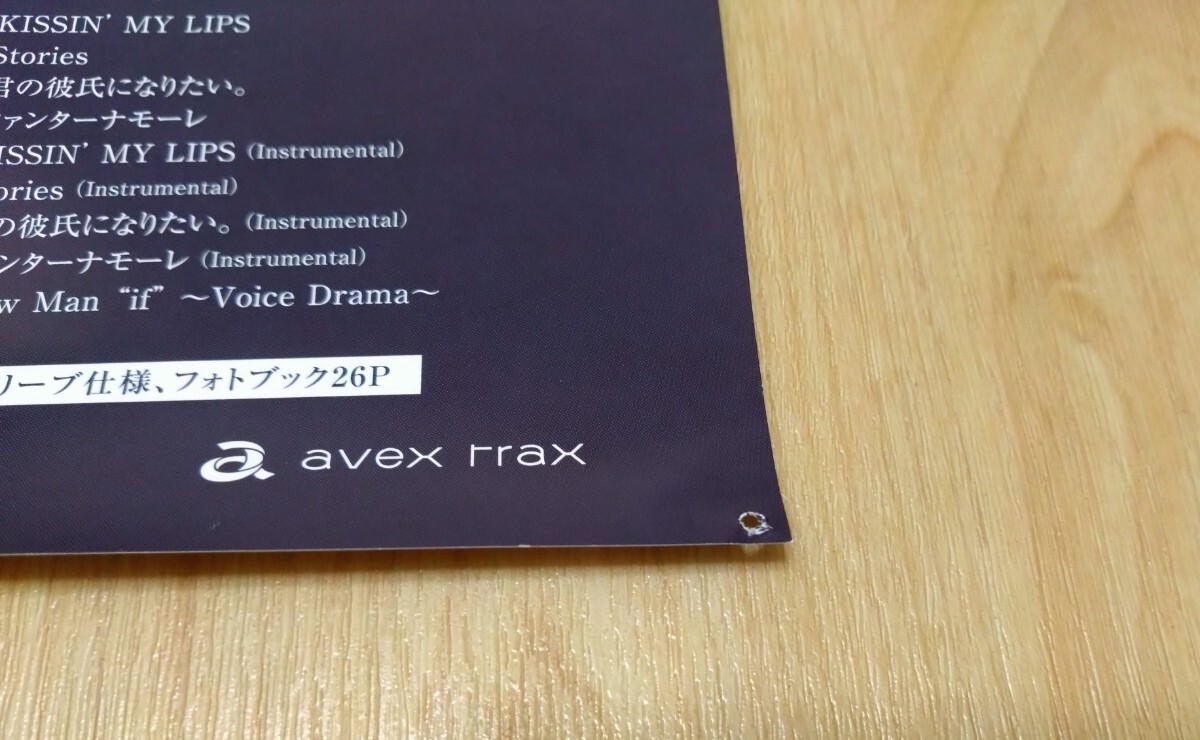 KISSIN' MY LIPS
Stories
君の彼氏になりたい。
ァンターナモーレ
ISSIN' MY LIPS (Instrumental)
ories (Instrumental)
の彼氏になりたい。(Instrumental)
ンターナモーレ (Instrumental)
w Man “if” ～Voice Drama～
リーブ仕様、フォトブック26P
avex trax